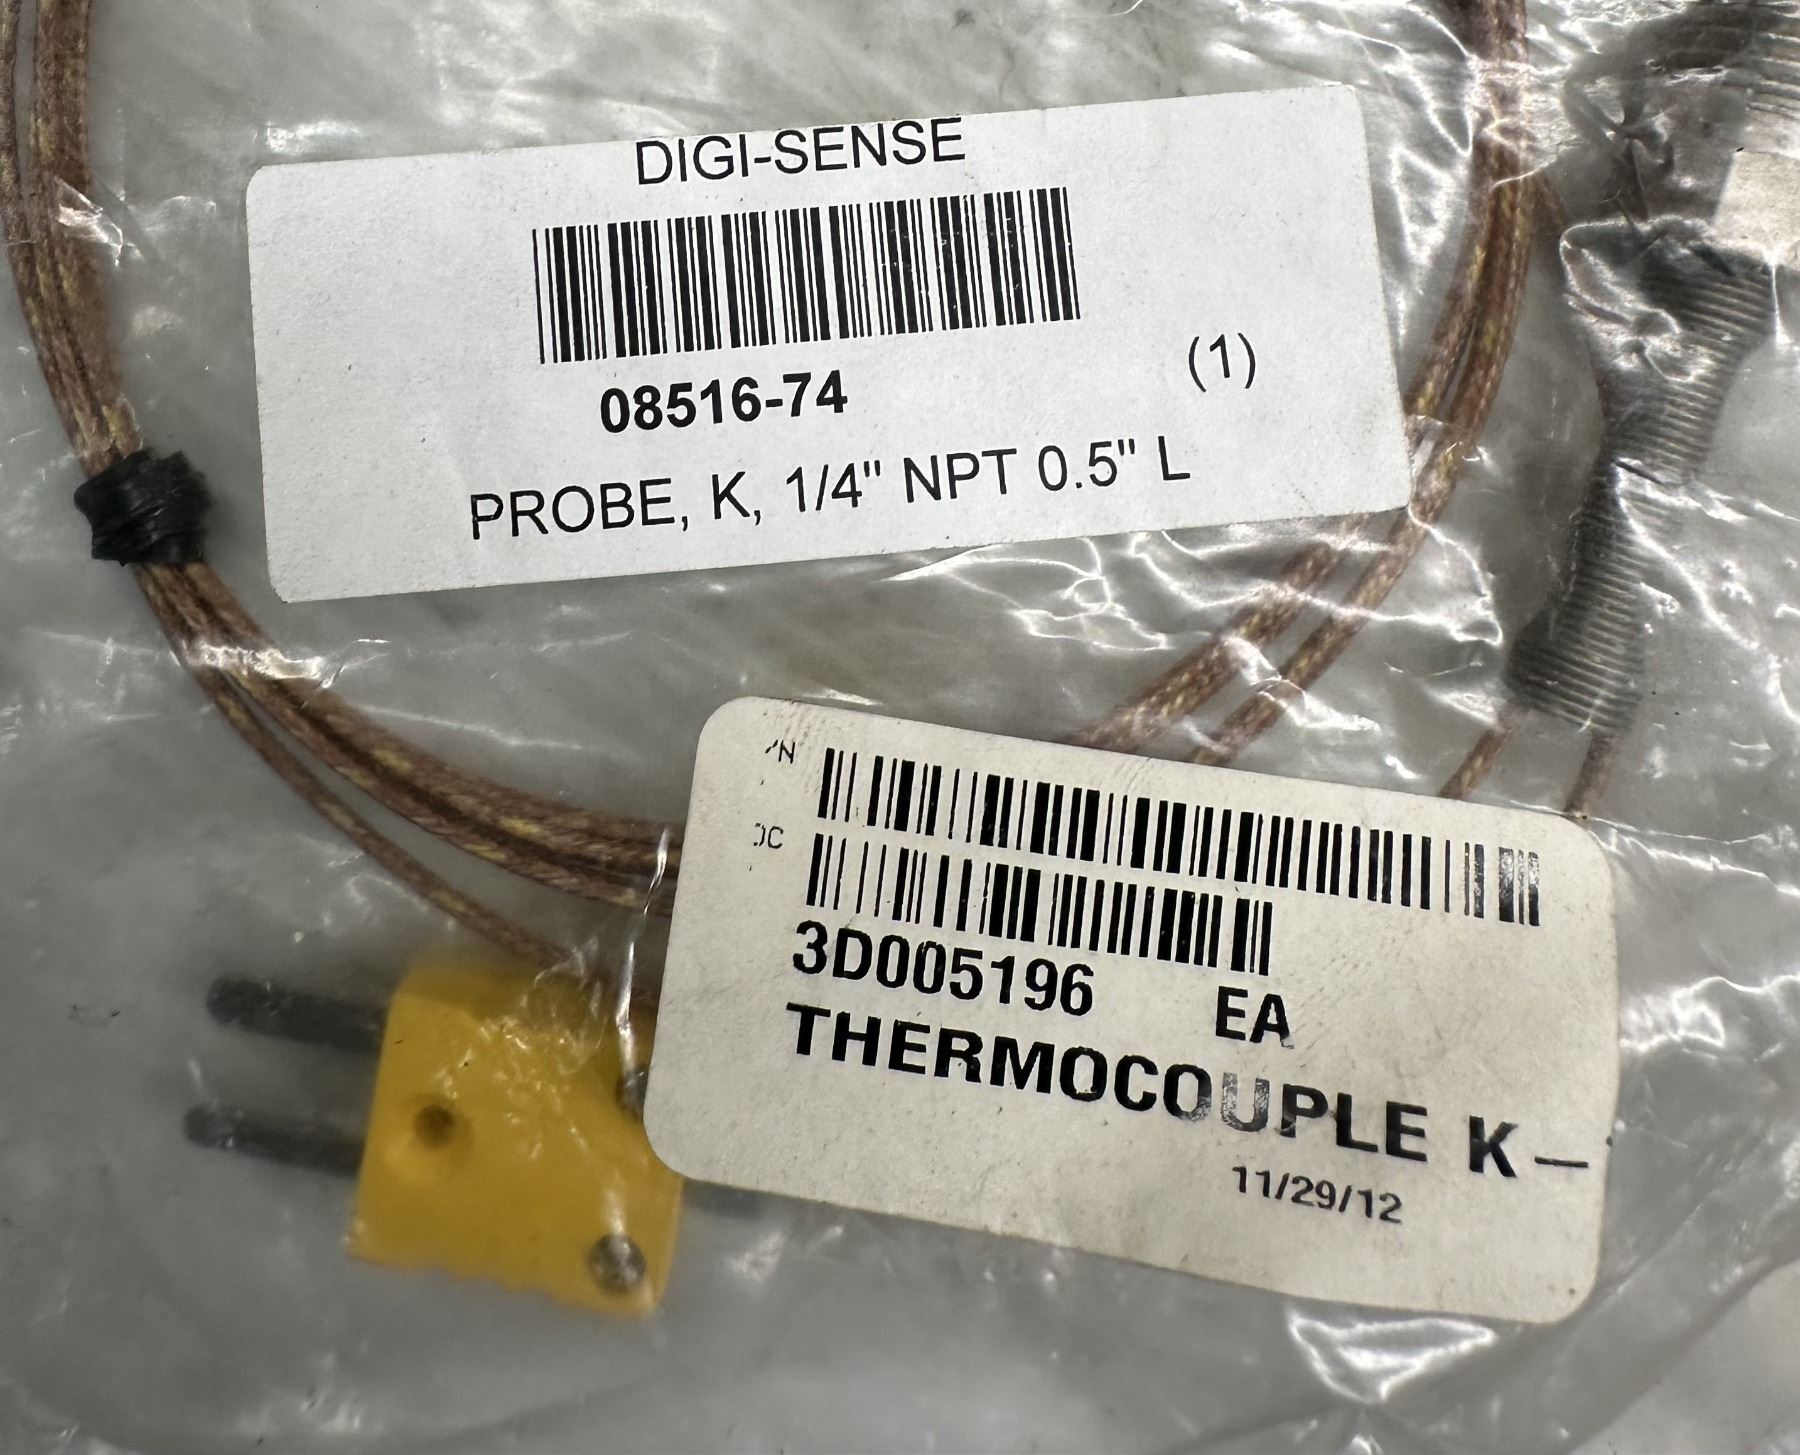 DIGI-SENSE
08516-74
(1)
PROBE, K, 1/4" NPT 0.5" L
3D005196 EA
THERMOCOUPLE K-
11/29/12